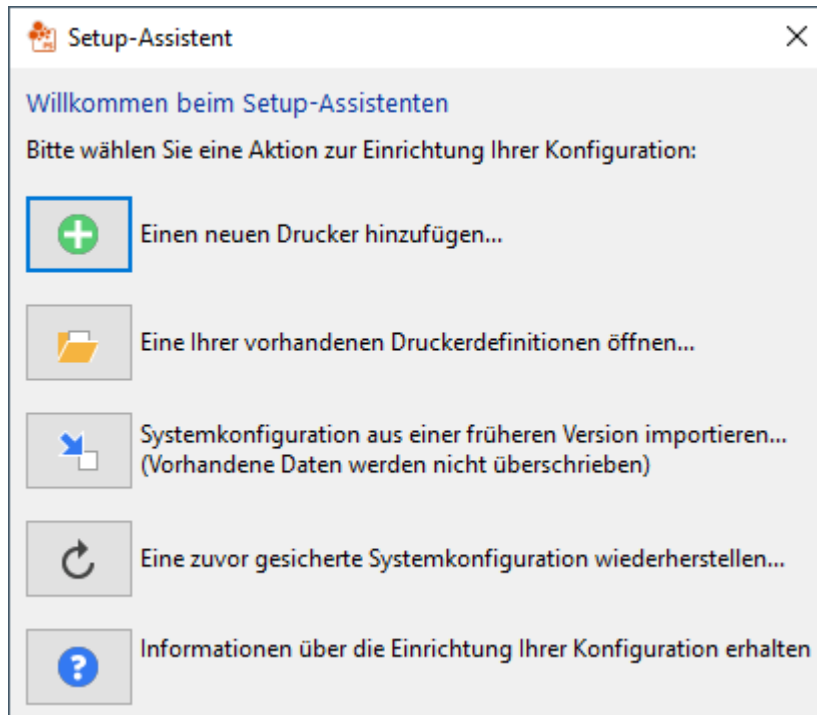 Setup-Assistent
Willkommen beim Setup-Assistenten
Bitte wählen Sie eine Aktion zur Einrichtung Ihrer Konfiguration:
Einen neuen Drucker hinzufügen...
Eine Ihrer vorhandenen Druckerdefinitionen öffnen...
Systemkonfiguration aus einer früheren Version importieren...
(Vorhandene Daten werden nicht überschrieben)
Eine zuvor gesicherte Systemkonfiguration wiederherstellen...
Informationen über die Einrichtung Ihrer Konfiguration erhalten